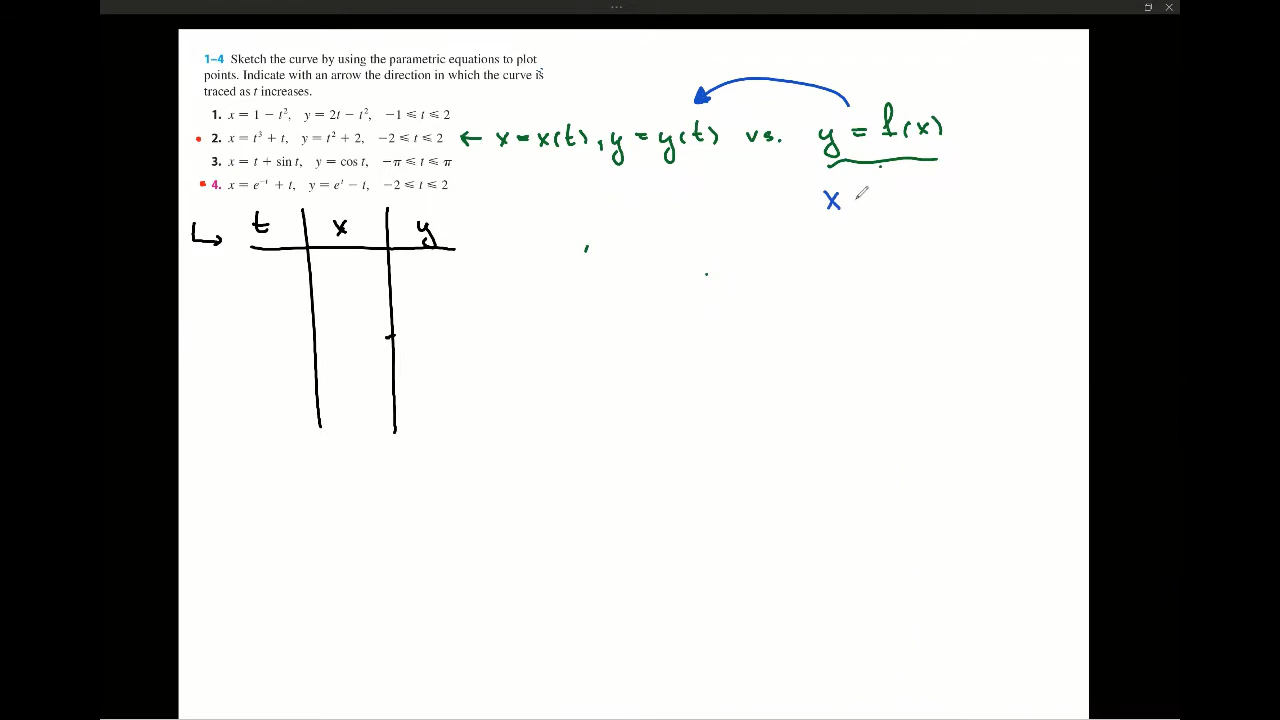 1–4 Sketch the curve by using the parametric equations to plot
points. Indicate with an arrow the direction in which the curve is
traced as t increases.
1. x = 1 − t², y = 2t − t², −1 ⩽ t ⩽ 2
2. x = t³ + t, y = t² + 2, −2 ⩽ t ⩽ 2 ← x = x(t), y = y(t) vs. y = f(x)
3. x = t + sin t, y = cos t, −π ⩽ t ⩽ π
4. x = e⁻ᵗ + t, y = eᵗ − t, −2 ⩽ t ⩽ 2
x
t x y